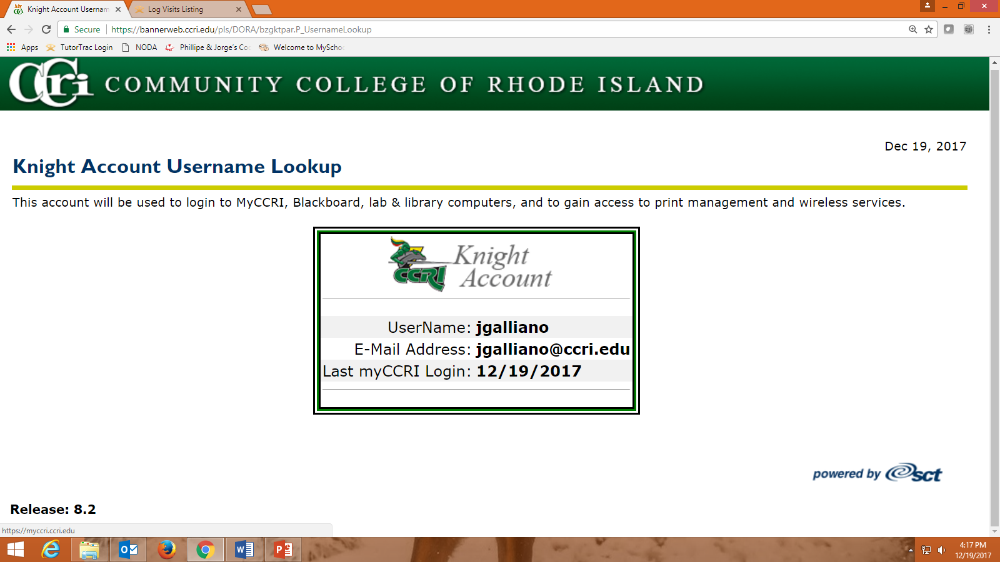 Knight Account Usernam
Log Visits Listing
Secure
https://bannerweb.ccri.edu/pls/DORA/bzgktpar.P_UsernameLookup
Apps
TutorTrac Login
NODA
Phillipe & Jorge's Coo
Welcome to MySchoo
CCri COMMUNITY COLLEGE OF RHODE ISLAND
Dec 19, 2017
Knight Account Username Lookup
This account will be used to login to MyCCRI, Blackboard, lab & library computers, and to gain access to print management and wireless services.
CCRI
Knight
Account
UserName: jgalliano
E-Mail Address: jgalliano@ccri.edu
Last myCCRI Login: 12/19/2017
powered by sct
Release: 8.2
https://myccri.ccri.edu
4:17 PM
12/19/2017